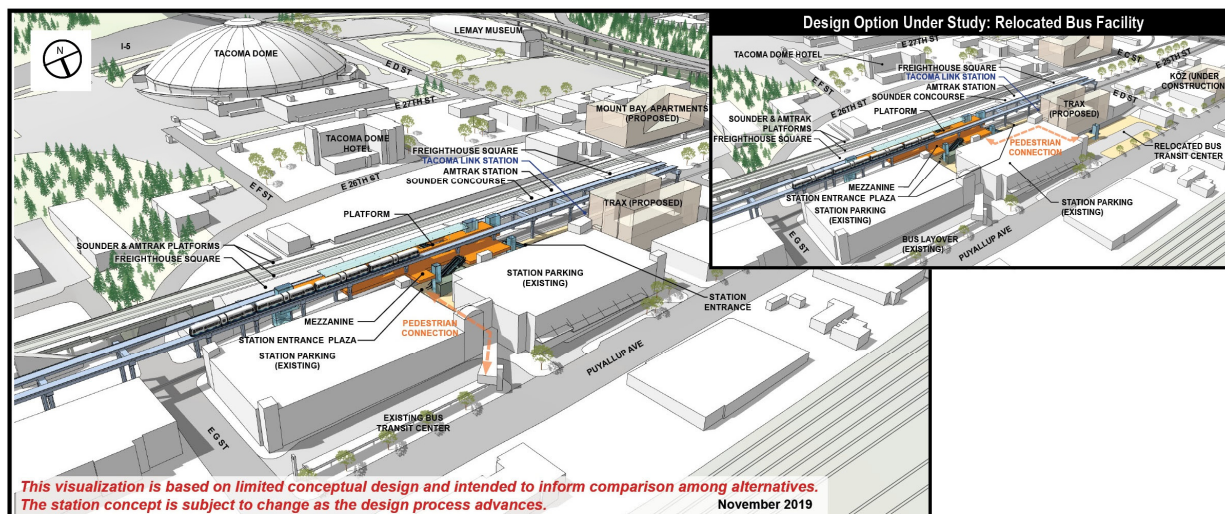 N
I-5
TACOMA DOME
LEMAY MUSEUM
E D ST
E 27TH ST
MOUNT BAY APARTMENTS
(PROPOSED)
TACOMA DOME
HOTEL
FREIGHTHOUSE SQUARE
TACOMA LINK STATION
AMTRAK STATION
SOUNDER CONCOURSE
E F ST
E 26TH ST
TRAX (PROPOSED)
PLATFORM
SOUNDER & AMTRAK PLATFORMS
FREIGHTHOUSE SQUARE
STATION PARKING
(EXISTING)
STATION
ENTRANCE
MEZZANINE
PEDESTRIAN
CONNECTION
STATION ENTRANCE PLAZA
STATION PARKING
(EXISTING)
PUYALLUP AVE
EXISTING BUS
TRANSIT CENTER
E G ST
This visualization is based on limited conceptual design and intended to inform comparison among alternatives.
The station concept is subject to change as the design process advances.
November 2019
Design Option Under Study: Relocated Bus Facility
E 27TH ST
TACOMA DOME HOTEL
E C ST
E 25TH ST
FREIGHTHOUSE SQUARE
TACOMA LINK STATION
AMTRAK STATION
SOUNDER CONCOURSE
KOZ (UNDER
CONSTRUCTION)
E F ST
E D ST
PLATFORM
TRAX
(PROPOSED)
E 26TH ST
SOUNDER & AMTRAK
PLATFORMS
FREIGHTHOUSE SQUARE
PEDESTRIAN
CONNECTION
RELOCATED BUS
TRANSIT CENTER
MEZZANINE
STATION ENTRANCE PLAZA
STATION PARKING
(EXISTING)
STATION PARKING
(EXISTING)
BUS LAYOVER
(EXISTING)
PUYALLUP AVE
E G ST